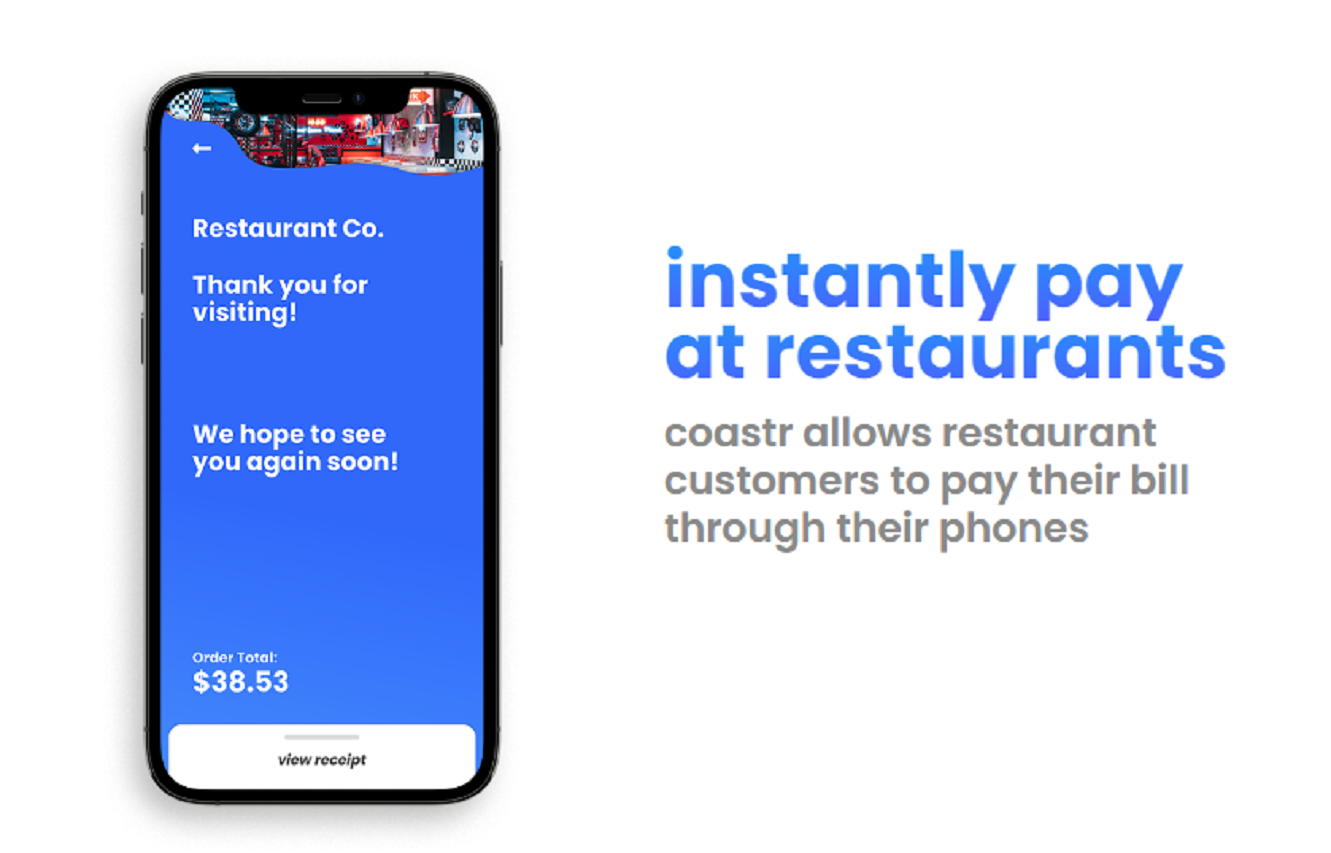 Restaurant Co.
Thank you for
visiting!
We hope to see
you again soon!
Order Total:
$38.53
view receipt
instantly pay
at restaurants
coastr allows restaurant
customers to pay their bill
through their phones